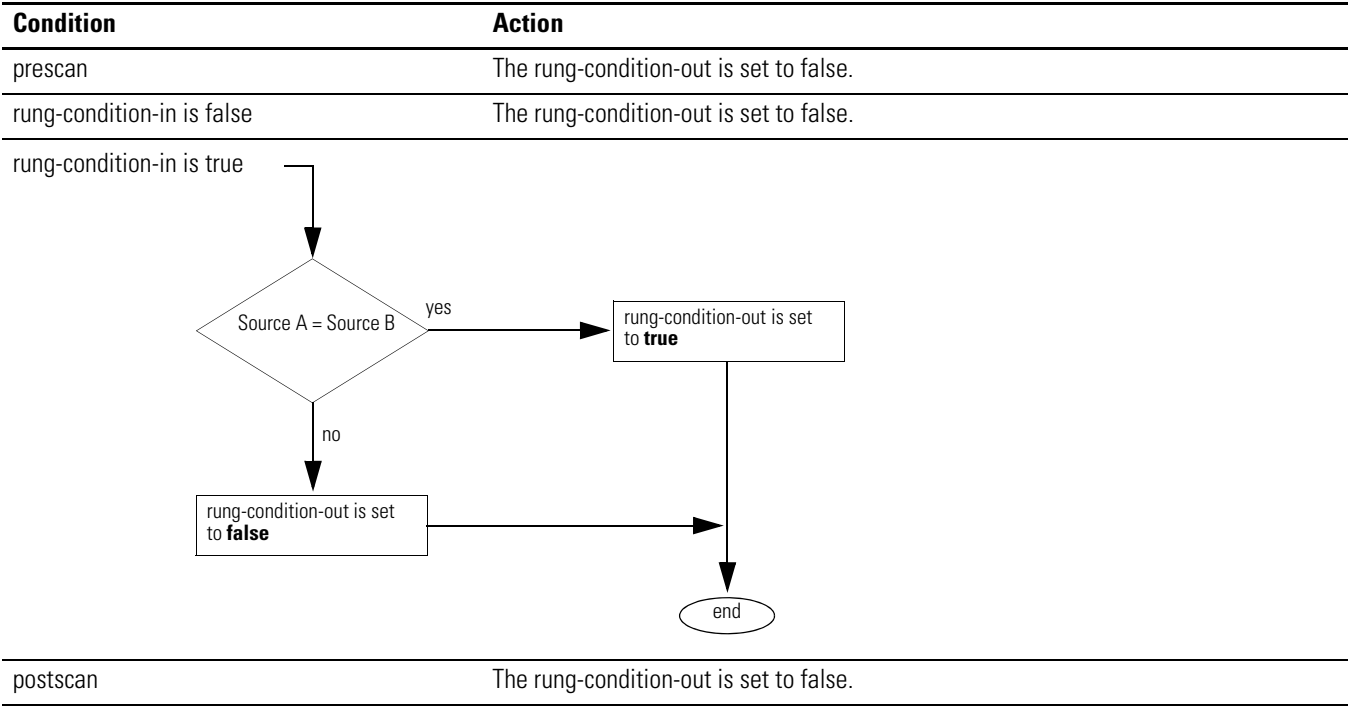 Condition Action
prescan The rung-condition-out is set to false.
rung-condition-in is false The rung-condition-out is set to false.
rung-condition-in is true
Source A = Source B
yes
rung-condition-out is set
to true
no
rung-condition-out is set
to false
end
postscan The rung-condition-out is set to false.